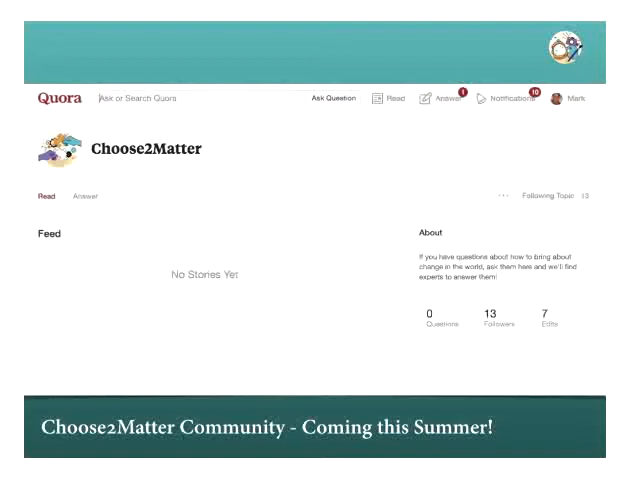 Quora
Ask or Search Quora
Ask Question
Read
Answer
1
Notifications
10
Mark
Choose2Matter
Read
Answer
... Following Topic 13
Feed
No Stories Yet
About
If you have questions about how to bring about
change in the world, ask them here and we'll find
experts to answer them!
0 13 7
Questions Followers Edits
Choose2Matter Community - Coming this Summer!